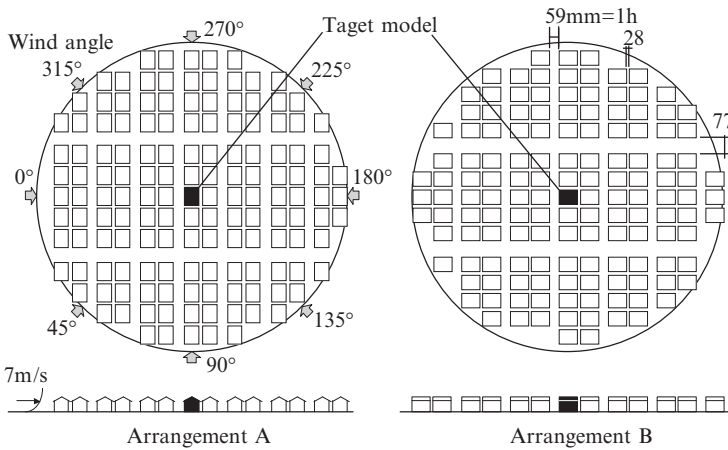 Wind angle
270°
Taget model
315°
225°
0°
180°
45°
135°
90°
7m/s
Arrangement A
59mm=1h
28
77
Arrangement B